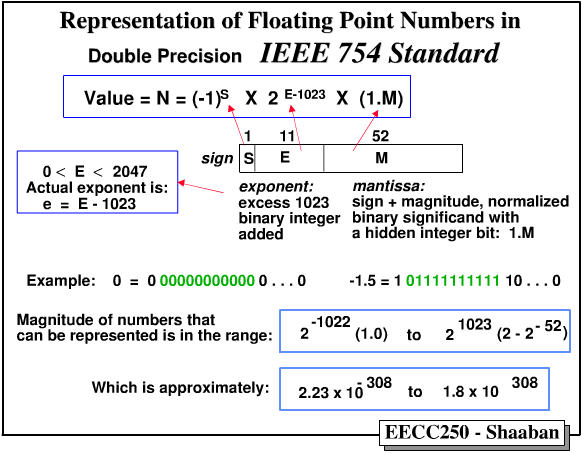 Representation of Floating Point Numbers in
Double Precision IEEE 754 Standard
Value = N = (-1)^S X 2^E-1023 X (1.M)
1 11 52
sign S E M
0 < E < 2047
Actual exponent is:
e = E - 1023
exponent:
excess 1023
binary integer
added
mantissa:
sign + magnitude, normalized
binary significand with
a hidden integer bit: 1.M
Example: 0 = 0 00000000000 0 . . . 0 -1.5 = 1 01111111111 10 . . . 0
Magnitude of numbers that
can be represented is in the range:
2^-1022 (1.0) to 2^1023 (2 - 2^-52)
Which is approximately:
2.23 x 10^-308 to 1.8 x 10^308
EECC250 - Shaaban